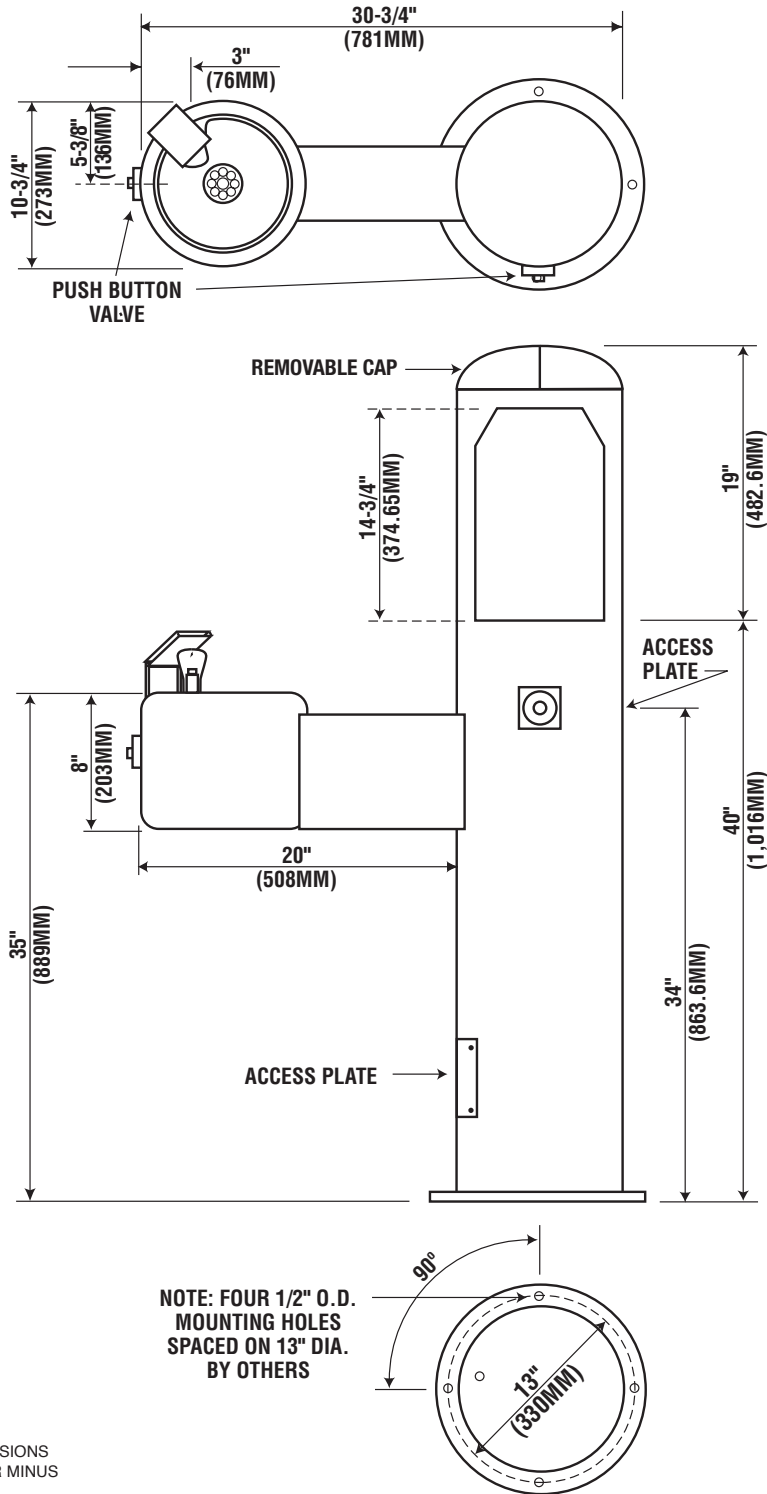 30-3/4"
(781MM)
3"
(76MM)
5-3/8"
(136MM)
10-3/4"
(273MM)
PUSH BUTTON
VALVE
REMOVABLE CAP
14-3/4"
(374.65MM)
19"
(482.6MM)
ACCESS
PLATE
8"
(203MM)
20"
(508MM)
35"
(889MM)
40"
(1,016MM)
34"
(863.6MM)
ACCESS PLATE
90º
NOTE: FOUR 1/2" O.D.
MOUNTING HOLES
SPACED ON 13" DIA.
BY OTHERS
13"
(330MM)
SIONS
R MINUS